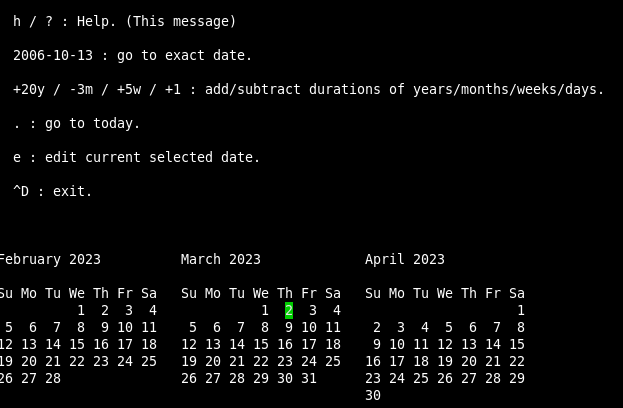 h / ? : Help. (This message)
2006-10-13 : go to exact date.
+20y / -3m / +5w / +1 : add/subtract durations of years/months/weeks/days.
. : go to today.
e : edit current selected date.
^D : exit.
February 2023          March 2023             April 2023
Su Mo Tu We Th Fr Sa   Su Mo Tu We Th Fr Sa   Su Mo Tu We Th Fr Sa
          1  2  3  4             1  2  3  4                      1
 5  6  7  8  9 10 11    5  6  7  8  9 10 11    2  3  4  5  6  7  8
12 13 14 15 16 17 18   12 13 14 15 16 17 18    9 10 11 12 13 14 15
19 20 21 22 23 24 25   19 20 21 22 23 24 25   16 17 18 19 20 21 22
26 27 28               26 27 28 29 30 31      23 24 25 26 27 28 29
                                              30